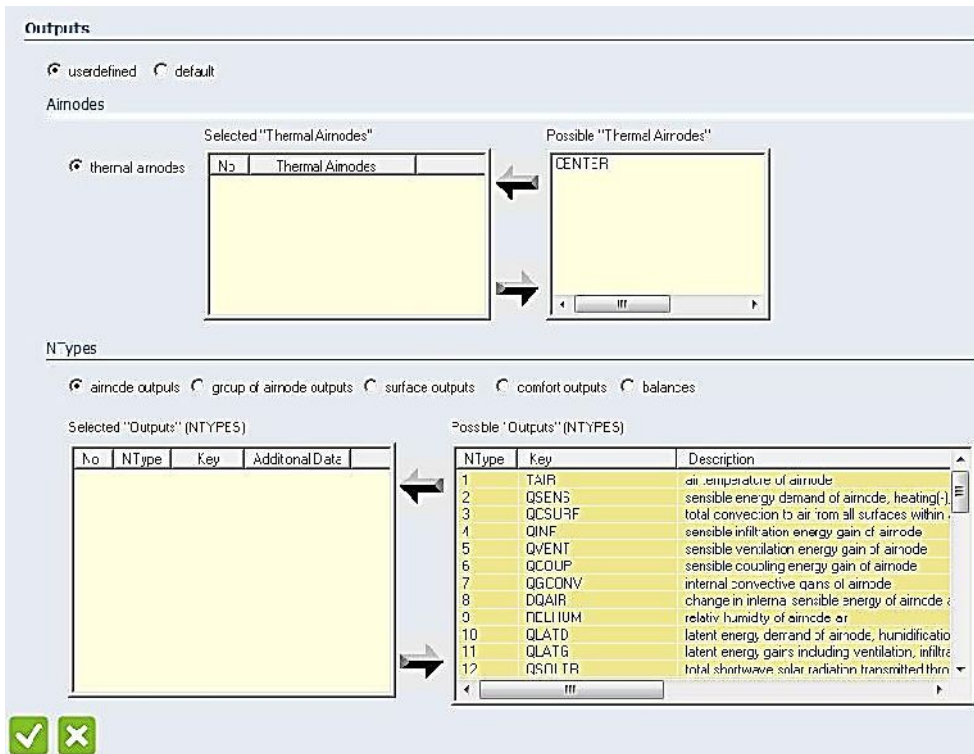 Outputs
userdefined default
Airnodes
Selected "Thermal Airnodes" Possible "Thermal Airnodes"
thermal airnodes No Thermal Airnodes CENTER
NTypes
airnode outputs group of airnode outputs surface outputs comfort outputs balances
Selected "Outputs" (NTYPES) Possible "Outputs" (NTYPES)
No NType Key Additional Data NType Key Description
1 TAIR air temperature of airnode
2 QSENS sensible energy demand of airnode, heating(-),
3 QCSURF total convection to air from all surfaces within
4 QINF sensible infiltration energy gain of airnode
5 QVENT sensible ventilation energy gain of airnode
6 QCOUP sensible coupling energy gain of airnode
7 QGCONV internal convective gains of airnode
8 DQAIR change in internal sensible energy of airnode
9 RELHUM relativ humidity of airnode air
10 QLATD latent energy demand of airnode, humidificatio
11 QLATG latent energy gains including ventilation, infiltra
12 QSOLTR total shortwave solar radiation transmitted thro